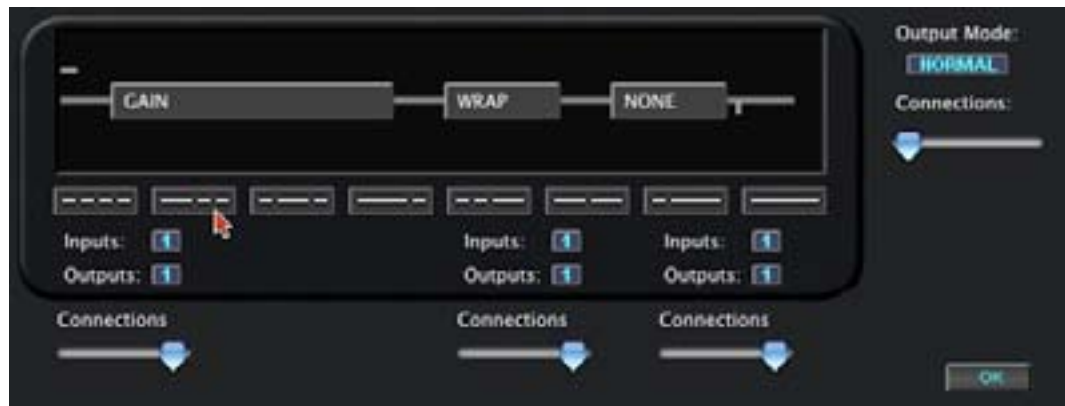 Output Mode:
NORMAL
GAIN WRAP NONE
Connections:
Inputs: 1 Inputs: 1 Inputs: 1
Outputs: 1 Outputs: 1 Outputs: 1
Connections Connections Connections
OK